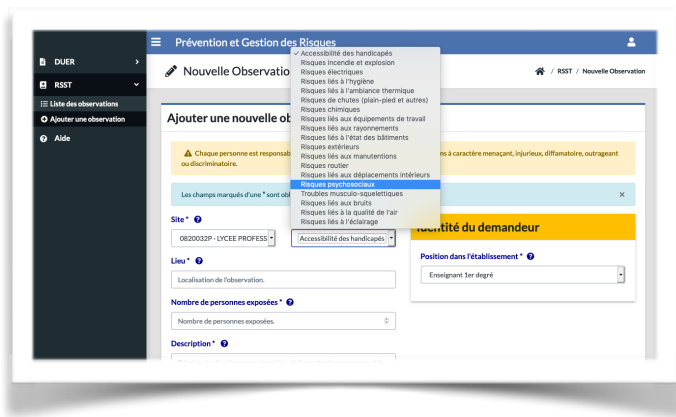 Prévention et Gestion des Risques
DUER
RSST
Liste des observations
Ajouter une observation
Aide
Nouvelle Observatio
/ RSST / Nouvelle Observation
Ajouter une nouvelle ob
Chaque personne est responsab
ns à caractère menaçant, injurieux, diffamatoire, outrageant
ou discriminatoire.
Les champs marqués d'une * sont obl
×
✓ Accessibilité des handicapés
Risques incendie et explosion
Risques électriques
Risques liés à l'hygiène
Risques liés à l'ambiance thermique
Risques de chutes (plain-pied et autres)
Risques chimiques
Risques liés aux équipements de travail
Risques liés aux rayonnements
Risques liés à l'état des bâtiments
Risques extérieurs
Risques liés aux manutentions
Risques routier
Risques liés aux déplacements intérieurs
Risques psychosociaux
Troubles musculo-squelettiques
Risques liés aux bruits
Risques liés à la qualité de l'air
Risques liés à l'éclairage
Site *
0820032P - LYCEE PROFESS
Accessibilité des handicapés
Lieu *
Localisation de l'observation.
Nombre de personnes exposées *
Nombre de personnes exposées.
Description *
Identité du demandeur
Position dans l'établissement *
Enseignant 1er degré